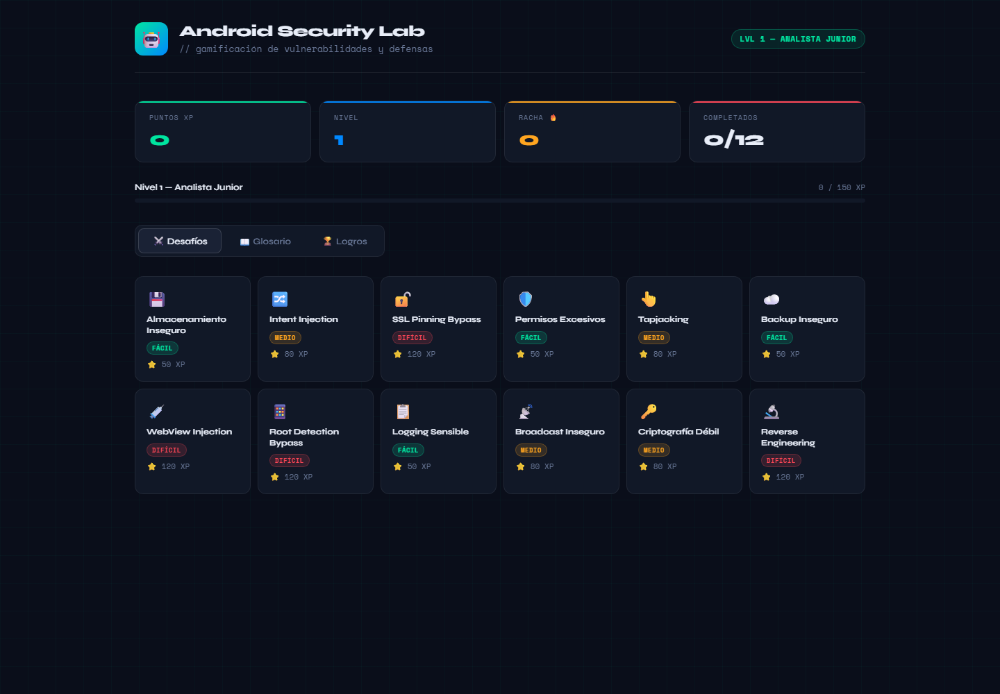 Android Security Lab
// gamificación de vulnerabilidades y defensas
LVL 1 — ANALISTA JUNIOR
PUNTOS XP
0
NIVEL
1
RACHA 🔥
0
COMPLETADOS
0/12
Nivel 1 — Analista Junior
0 / 150 XP
⚔️ Desafíos
📖 Glosario
🏆 Logros
Almacenamiento
Inseguro
FÁCIL
⭐ 50 XP
Intent Injection
MEDIO
⭐ 80 XP
SSL Pinning Bypass
DIFÍCIL
⭐ 120 XP
Permisos Excesivos
FÁCIL
⭐ 50 XP
Tapjacking
MEDIO
⭐ 80 XP
Backup Inseguro
FÁCIL
⭐ 50 XP
WebView Injection
DIFÍCIL
⭐ 120 XP
Root Detection
Bypass
DIFÍCIL
⭐ 120 XP
Logging Sensible
FÁCIL
⭐ 50 XP
Broadcast Inseguro
MEDIO
⭐ 80 XP
Criptografía Débil
MEDIO
⭐ 80 XP
Reverse
Engineering
DIFÍCIL
⭐ 120 XP